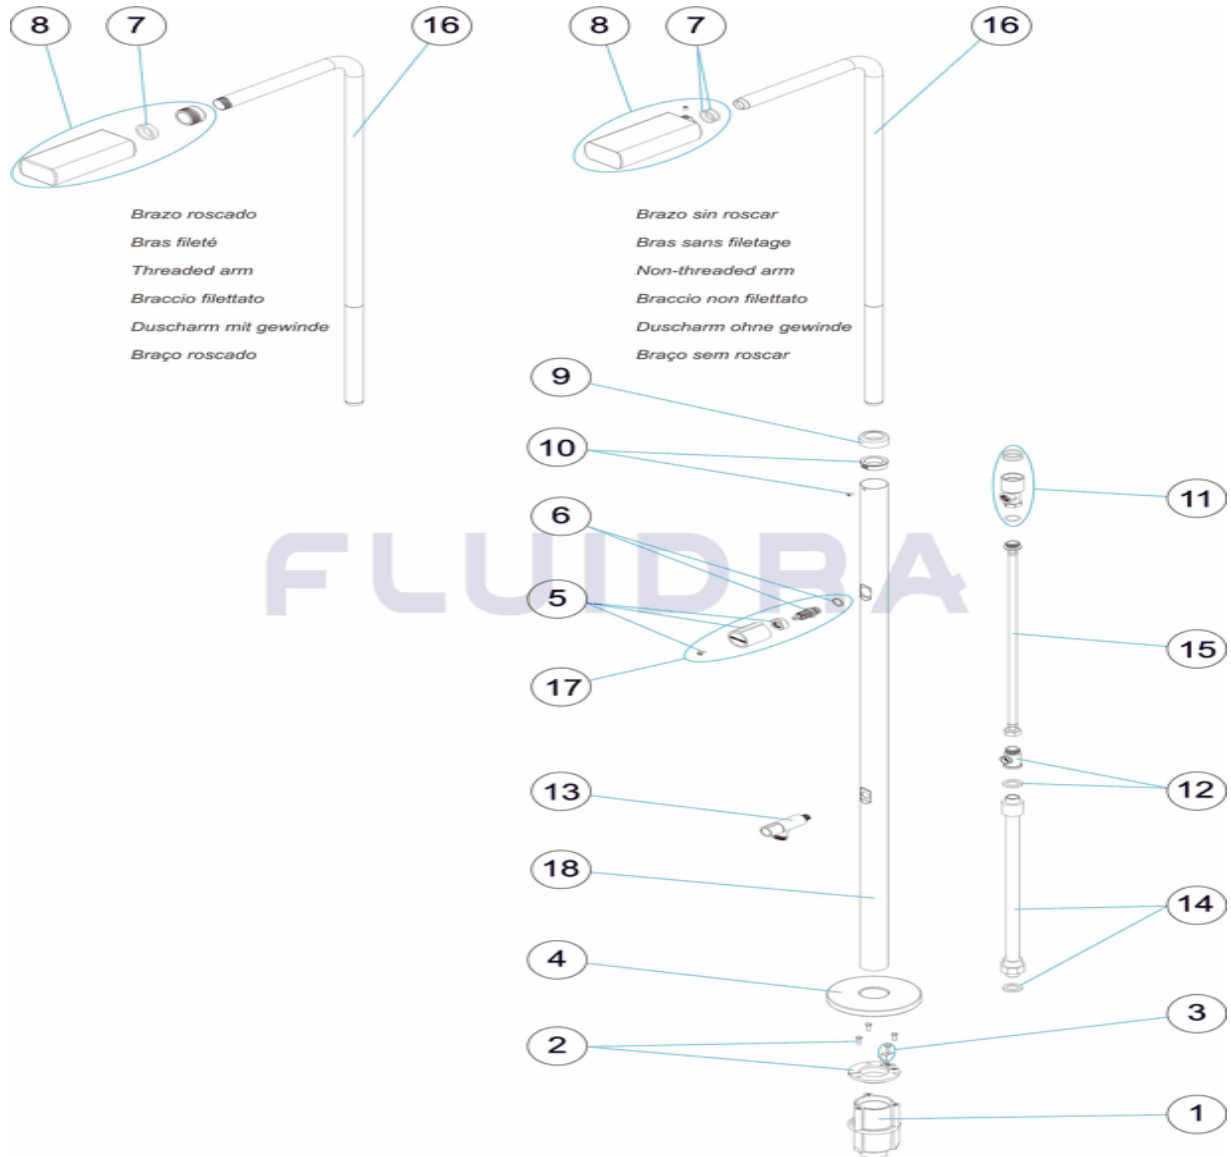 8
7
16
8
7
16
Brazo roscado
Bras fileté
Threaded arm
Braccio filettato
Duscharm mit gewinde
Braço roscado
Brazo sin roscar
Bras sans filetage
Non-threaded arm
Braccio non filettato
Duscharm ohne gewinde
Braço sem roscar
9
10
11
6
FLUIDRA
5
15
17
13
12
18
14
4
3
2
1